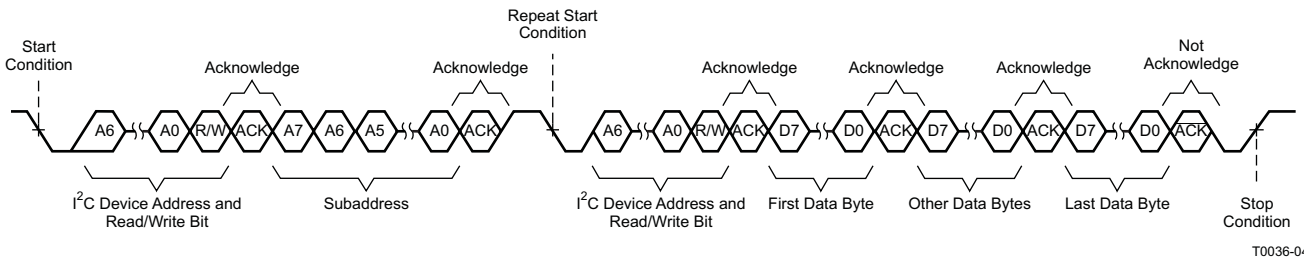 Repeat Start
Condition
Start
Condition
Not
Acknowledge
Acknowledge
Acknowledge
Acknowledge
Acknowledge
Acknowledge
A6 A0 R/W ACK A7 A6 A5 A0 ACK A6 A0 R/W ACK D7 D0 ACK D7 D0 ACK D7 D0 A̅C̅K̅
I²C Device Address and
Read/Write Bit
Subaddress
I²C Device Address and
Read/Write Bit
First Data Byte
Other Data Bytes
Last Data Byte
Stop
Condition
T0036-04